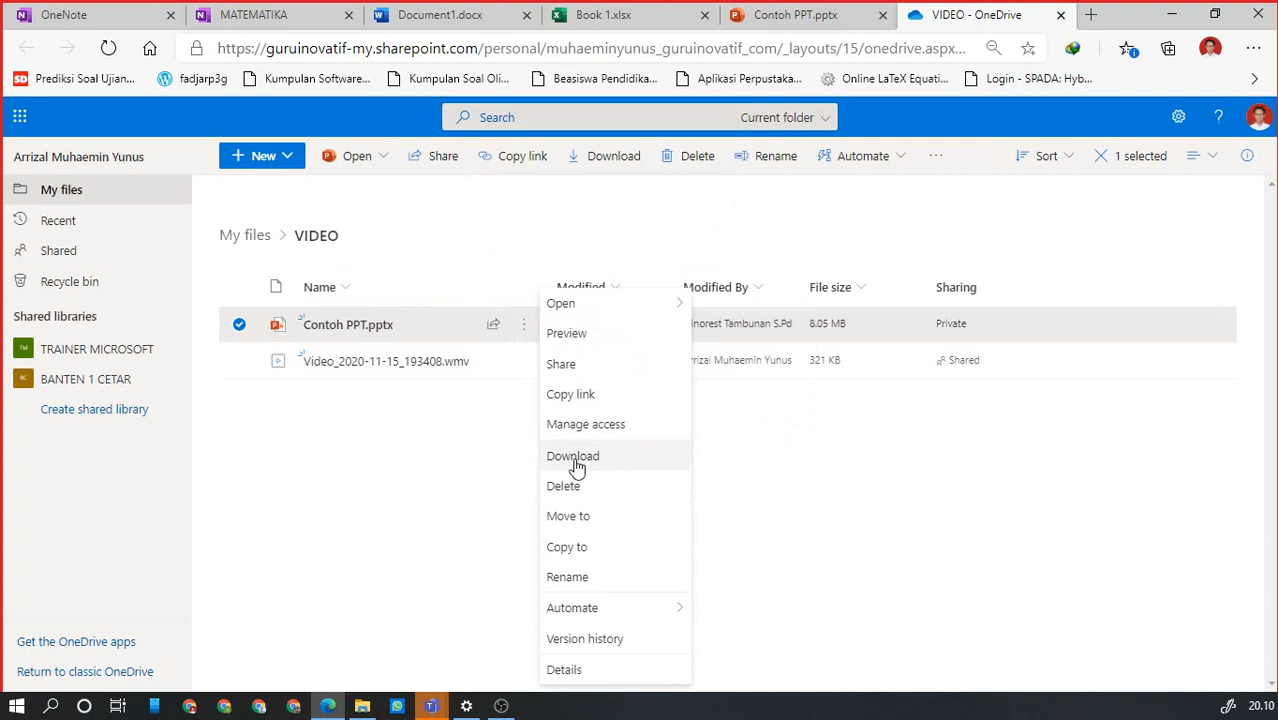 OneNote
MATEMATIKA
Document1.docx
Book 1.xlsx
Contoh PPT.pptx
VIDEO - OneDrive
https://guruinovatif-my.sharepoint.com/personal/muhaeminyunus_guruinovatif_com/_layouts/15/onedrive.aspx...
Prediksi Soal Ujian...
fadjarp3g
Kumpulan Software...
Kumpulan Soal Oli...
Beasiswa Pendidika...
Aplikasi Perpustaka...
Online LaTeX Equati...
Login - SPADA: Hyb...
Search
Current folder
Arrizal Muhaemin Yunus
New
Open
Share
Copy link
Download
Delete
Rename
Automate
Sort
1 selected
My files
Recent
Shared
Recycle bin
Shared libraries
TM TRAINER MICROSOFT
BC BANTEN 1 CETAR
Create shared library
My files > VIDEO
Name
Modified
Modified By
File size
Sharing
Contoh PPT.pptx
inorest Tambunan S.Pd
8.05 MB
Private
Video_2020-11-15_193408.wmv
rrizal Muhaemin Yunus
321 KB
Shared
Open
Preview
Share
Copy link
Manage access
Download
Delete
Move to
Copy to
Rename
Automate
Version history
Details
Get the OneDrive apps
Return to classic OneDrive
20.10